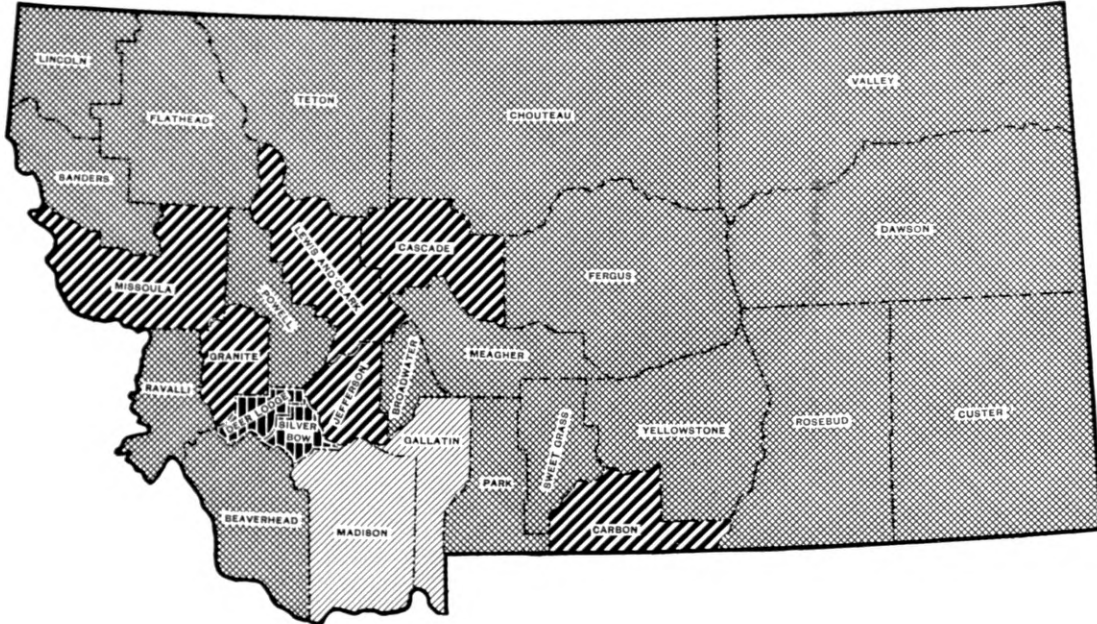 LINCOLN
FLATHEAD
TETON
CHOUTEAU
VALLEY
SANDERS
MISSOULA
POWELL
LEWIS AND CLARK
CASCADE
FERGUS
DAWSON
GRANITE
RAVALLI
DEER LODGE
SILVER
BOW
JEFFERSON
BROADWATER
MEAGHER
GALLATIN
PARK
SWEET GRASS
YELLOWSTONE
ROSEBUD
CUSTER
BEAVERHEAD
MADISON
CARBON